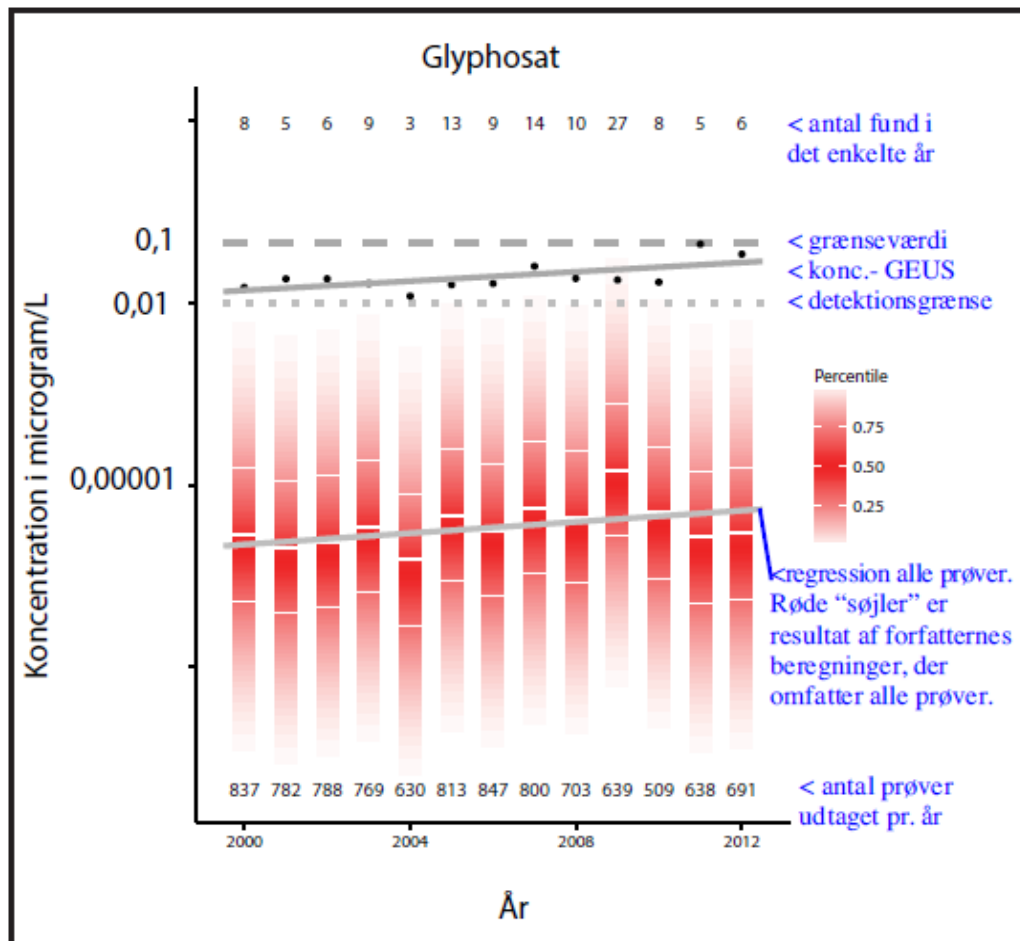 Glyphosat
8 5 6 9 3 13 9 14 10 27 8 5 6
< antal fund i
det enkelte år
0,1
< grænseværdi
< konc.- GEUS
0,01
< detektionsgrænse
Percentile
0.75
0.50
0.25
0,00001
Koncentration i microgram/L
<regression alle prøver.
Røde “søjler” er
resultat af forfatternes
beregninger, der
omfatter alle prøver.
837 782 788 769 630 813 847 800 703 639 509 638 691
< antal prøver
udtaget pr. år
2000 2004 2008 2012
År